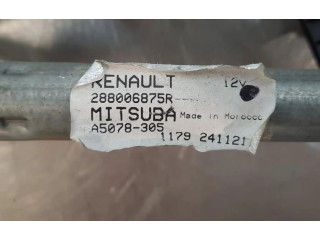 RENAULT 12V
288006875R
MITSUBA Made in Morocco
A5078-305
1179 241121